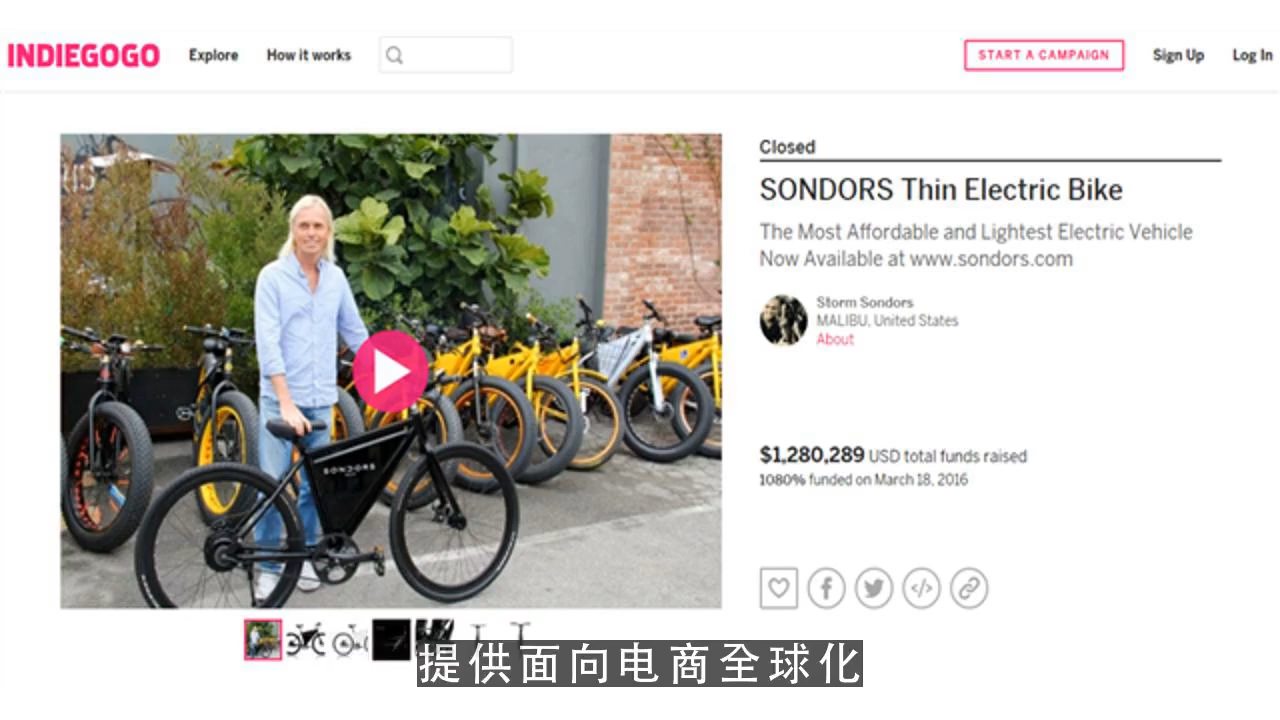 INDIEGOGO Explore How it works START A CAMPAIGN Sign Up Log In
Closed
SONDORS Thin Electric Bike
The Most Affordable and Lightest Electric Vehicle
Now Available at www.sondors.com
Storm Sondors
MALIBU, United States
About
SONDORS
$1,280,289 USD total funds raised
1080% funded on March 18, 2016
提供面向电商全球化